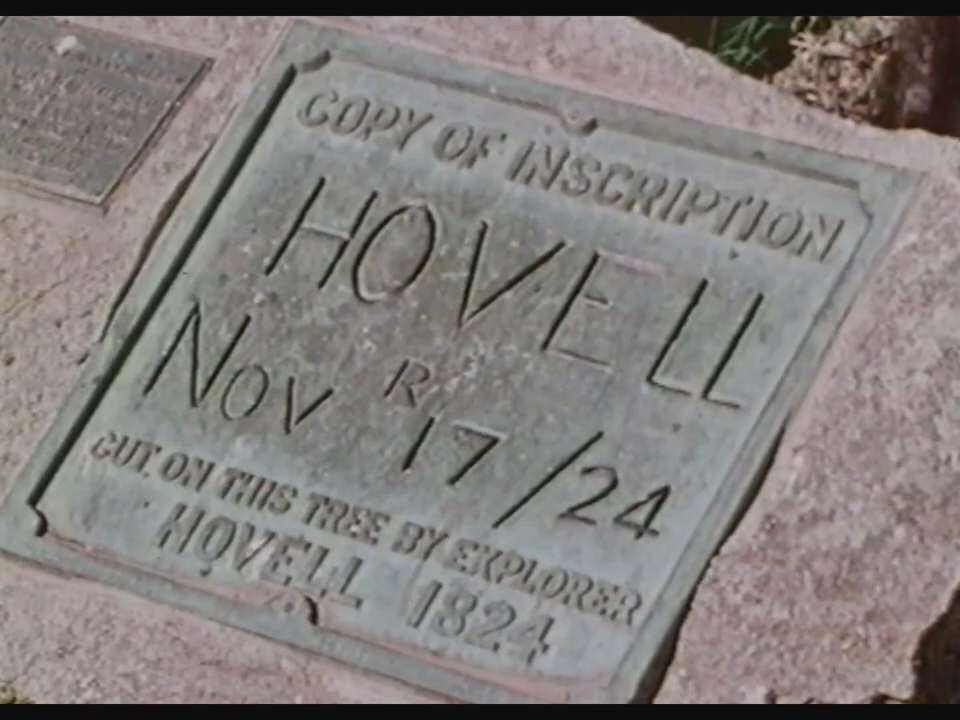 COPY OF INSCRIPTION
HOVELL
NOV R 17/24
CUT ON THIS TREE BY EXPLORER
HOVELL 1824